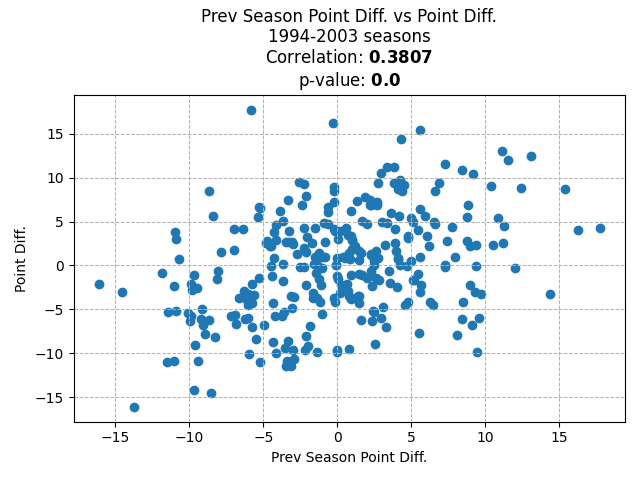 Prev Season Point Diff. vs Point Diff.
1994-2003 seasons
Correlation: 0.3807
p-value: 0.0
15
10
5
0
−5
−10
−15
Point Diff.
−15 −10 −5 0 5 10 15
Prev Season Point Diff.